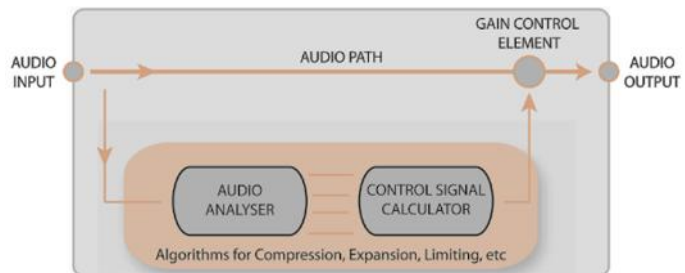 GAIN CONTROL
ELEMENT
AUDIO
INPUT
AUDIO PATH
AUDIO
OUTPUT
AUDIO
ANALYSER
CONTROL SIGNAL
CALCULATOR
Algorithms for Compression, Expansion, Limiting, etc